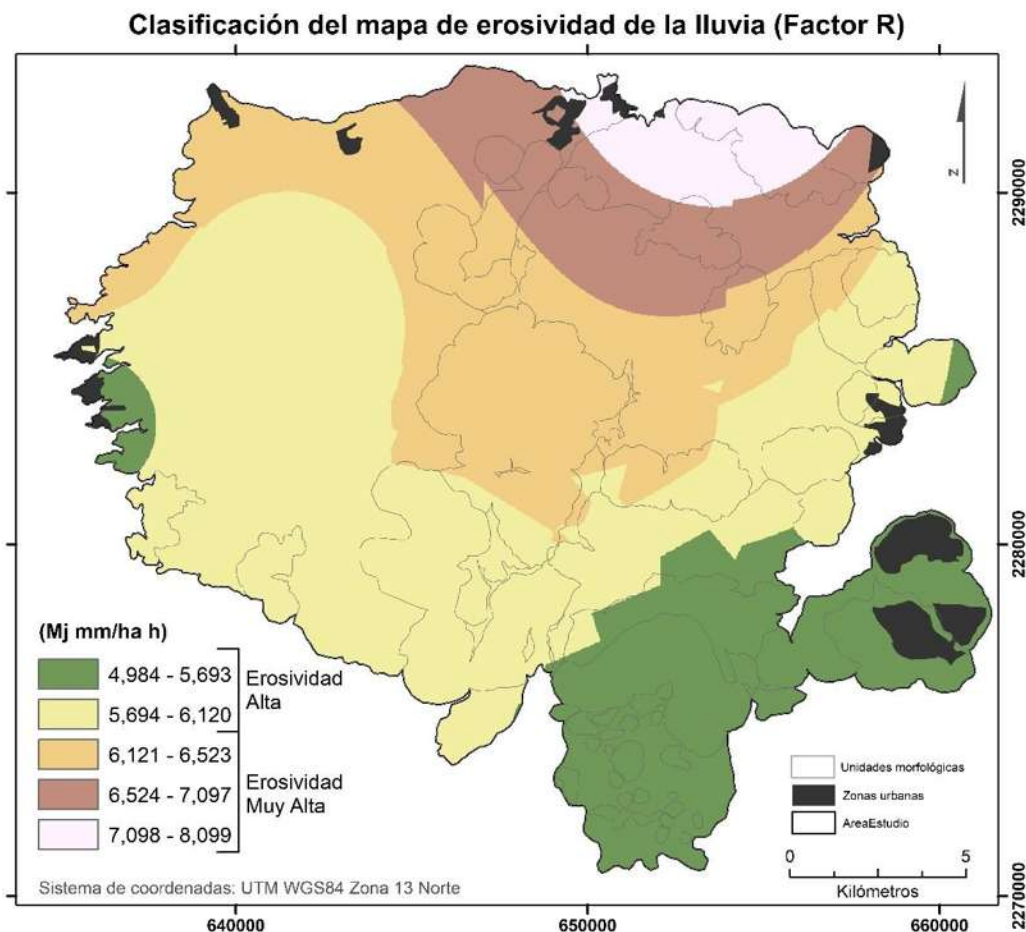 Clasificación del mapa de erosividad de la lluvia (Factor R)
N
2290000
2280000
2270000
(Mj mm/ha h)
4,984 - 5,693
5,694 - 6,120
Erosividad
Alta
6,121 - 6,523
6,524 - 7,097
7,098 - 8,099
Erosividad
Muy Alta
Unidades morfológicas
Zonas urbanas
AreaEstudio
0 5
Kilómetros
Sistema de coordenadas: UTM WGS84 Zona 13 Norte
640000 650000 660000